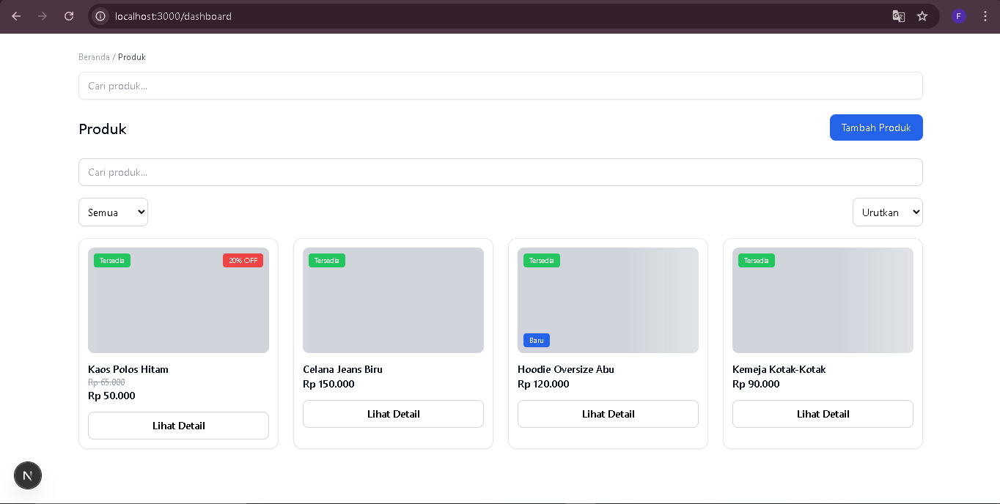 localhost:3000/dashboard
F
Beranda / Produk
Cari produk...
Produk
Tambah Produk
Cari produk...
Semua
Urutkan
Tersedia
20% OFF
Kaos Polos Hitam
Rp 65.000
Rp 50.000
Lihat Detail
Tersedia
Celana Jeans Biru
Rp 150.000
Lihat Detail
Tersedia
Baru
Hoodie Oversize Abu
Rp 120.000
Lihat Detail
Tersedia
Kemeja Kotak-Kotak
Rp 90.000
Lihat Detail
N